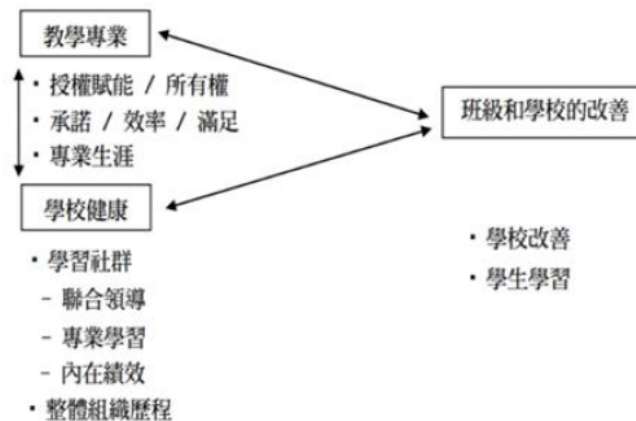 教學專業
▪ 授權賦能 / 所有權
▪ 承諾 / 效率 / 滿足
▪ 專業生涯
學校健康
▪ 學習社群
- 聯合領導
- 專業學習
- 內在績效
▪ 整體組織歷程
班級和學校的改善
▪ 學校改善
▪ 學生學習